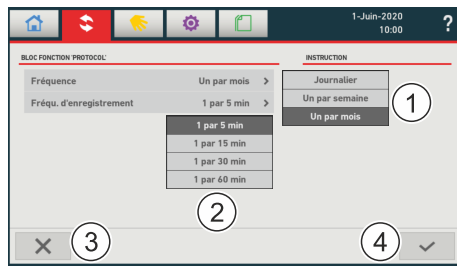 1-Juin-2020
10:00
?
BLOC FONCTION 'PROTOCOL'
INSTRUCTION
Fréquence Un par mois >
Fréqu. d'enregistrement 1 par 5 min >
Journalier
Un par semaine
Un par mois
1
1 par 5 min
1 par 15 min
1 par 30 min
1 par 60 min
2
3
4